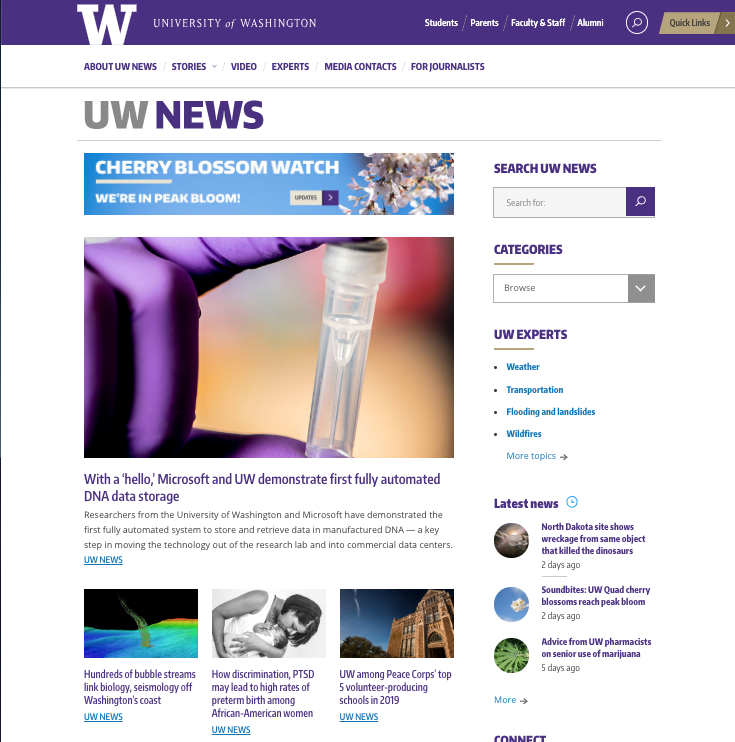 W
UNIVERSITY of WASHINGTON
Students
Parents
Faculty & Staff
Alumni
Quick Links
ABOUT UW NEWS
STORIES
VIDEO
EXPERTS
MEDIA CONTACTS
FOR JOURNALISTS
UW NEWS
CHERRY BLOSSOM WATCH
WE'RE IN PEAK BLOOM!
UPDATES
With a ‘hello,’ Microsoft and UW demonstrate first fully automated
DNA data storage
Researchers from the University of Washington and Microsoft have demonstrated the
first fully automated system to store and retrieve data in manufactured DNA — a key
step in moving the technology out of the research lab and into commercial data centers.
UW NEWS
Hundreds of bubble streams
link biology, seismology off
Washington’s coast
UW NEWS
How discrimination, PTSD
may lead to high rates of
preterm birth among
African-American women
UW NEWS
UW among Peace Corps’ top
5 volunteer-producing
schools in 2019
UW NEWS
SEARCH UW NEWS
Search for:
CATEGORIES
Browse
UW EXPERTS
Weather
Transportation
Flooding and landslides
Wildfires
More topics
Latest news
North Dakota site shows
wreckage from same object
that killed the dinosaurs
2 days ago
Soundbites: UW Quad cherry
blossoms reach peak bloom
2 days ago
Advice from UW pharmacists
on senior use of marijuana
5 days ago
More
CONNECT